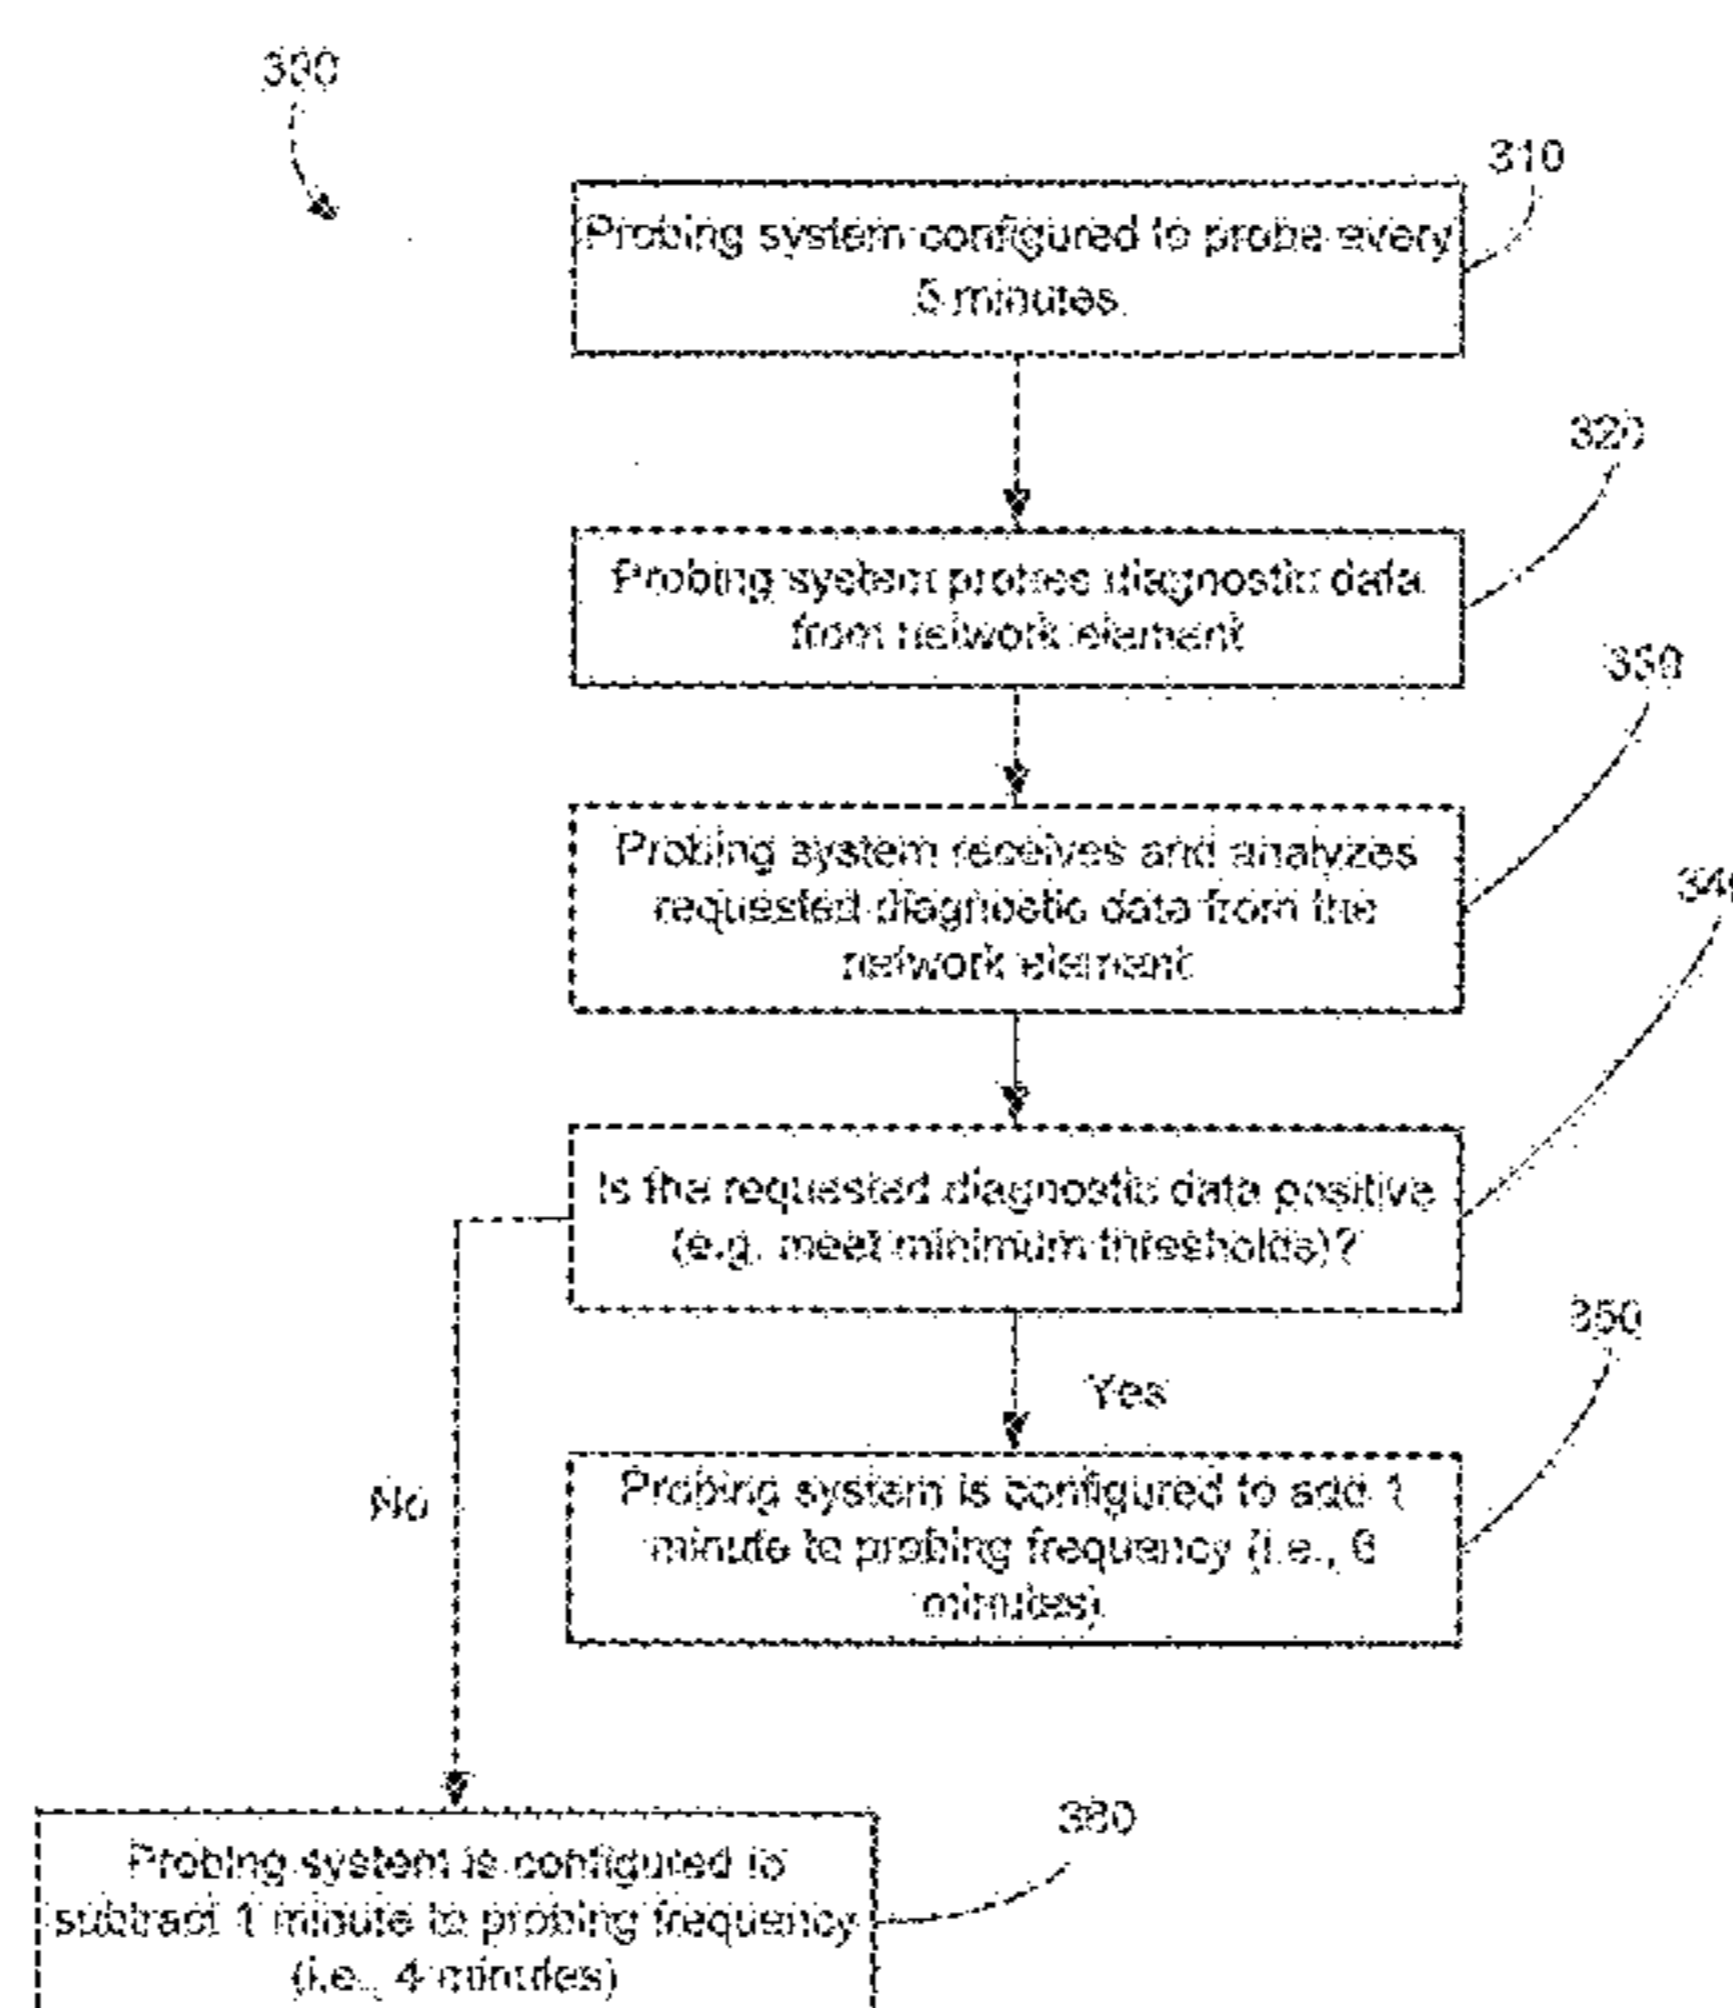 300
310
Probing system configured to probe every
5 minutes.
320
Probing system probes diagnostic data
from network element
330
Probing system receives and analyzes
requested diagnostic data from the
network element
Is the requested diagnostic data positive
(e.g. meet minimum thresholds)?
350
Yes
Probing system is configured to add 1
minute to probing frequency (i.e., 6
minutes).
No
360
Probing system is configured to
subtract 1 minute to probing frequency
(i.e., 4 minutes)